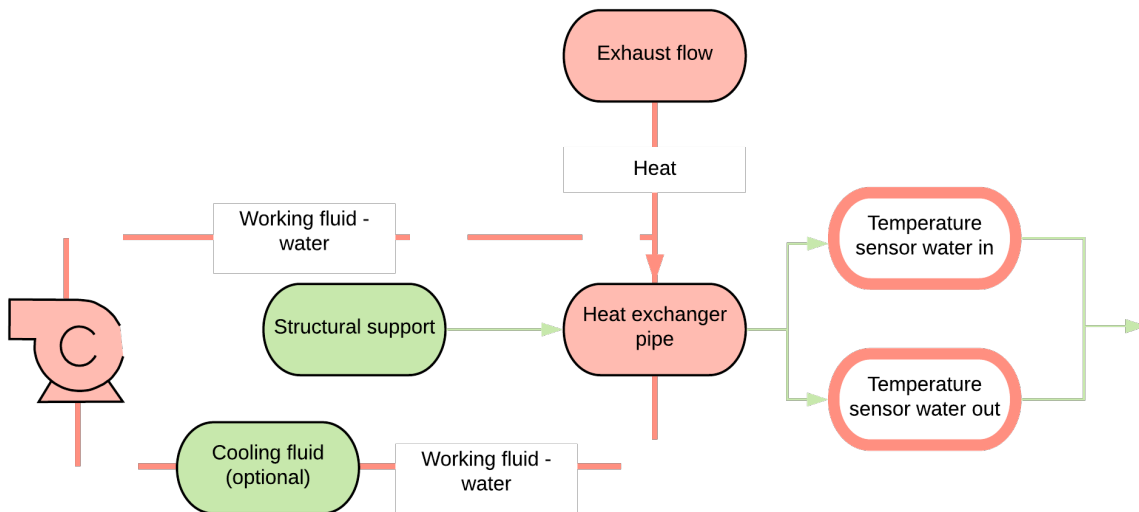 Exhaust flow
Heat
Working fluid -
water
Temperature
sensor water in
Structural support
Heat exchanger
pipe
Temperature
sensor water out
Cooling fluid
(optional)
Working fluid -
water